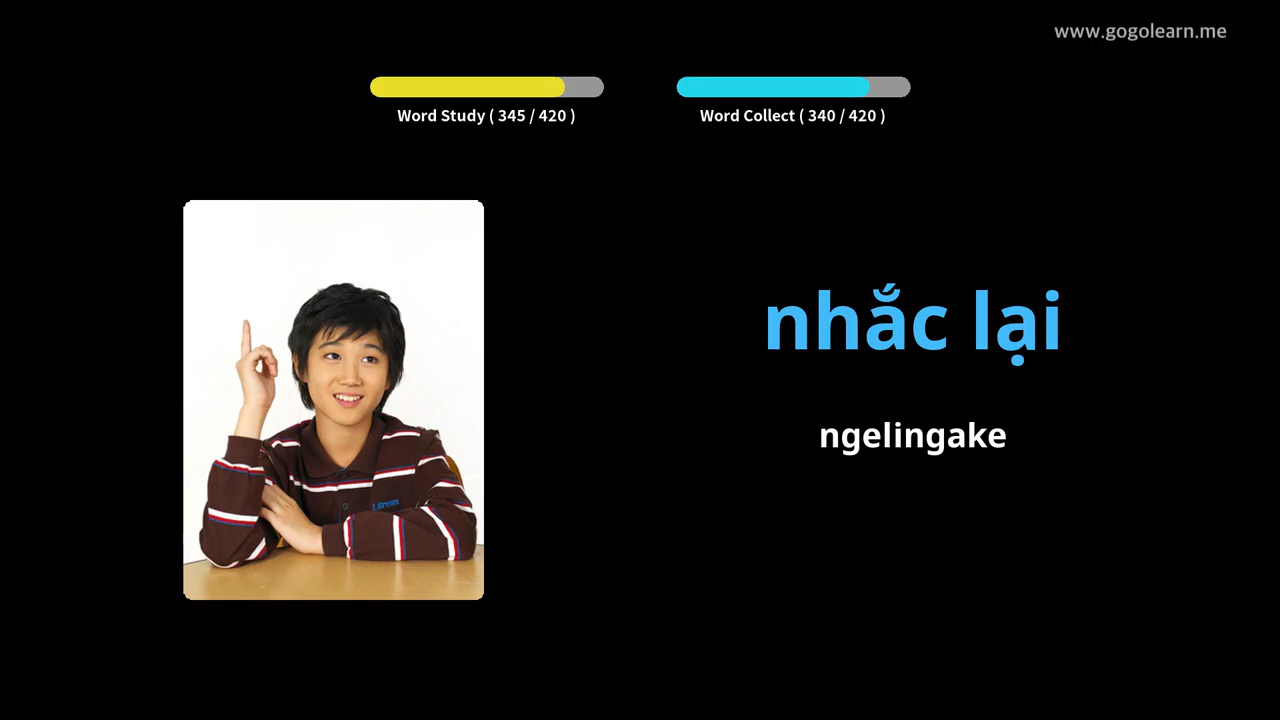 www.gogolearn.me
Word Study ( 345 / 420 )
Word Collect ( 340 / 420 )
nhắc lại
ngelingake